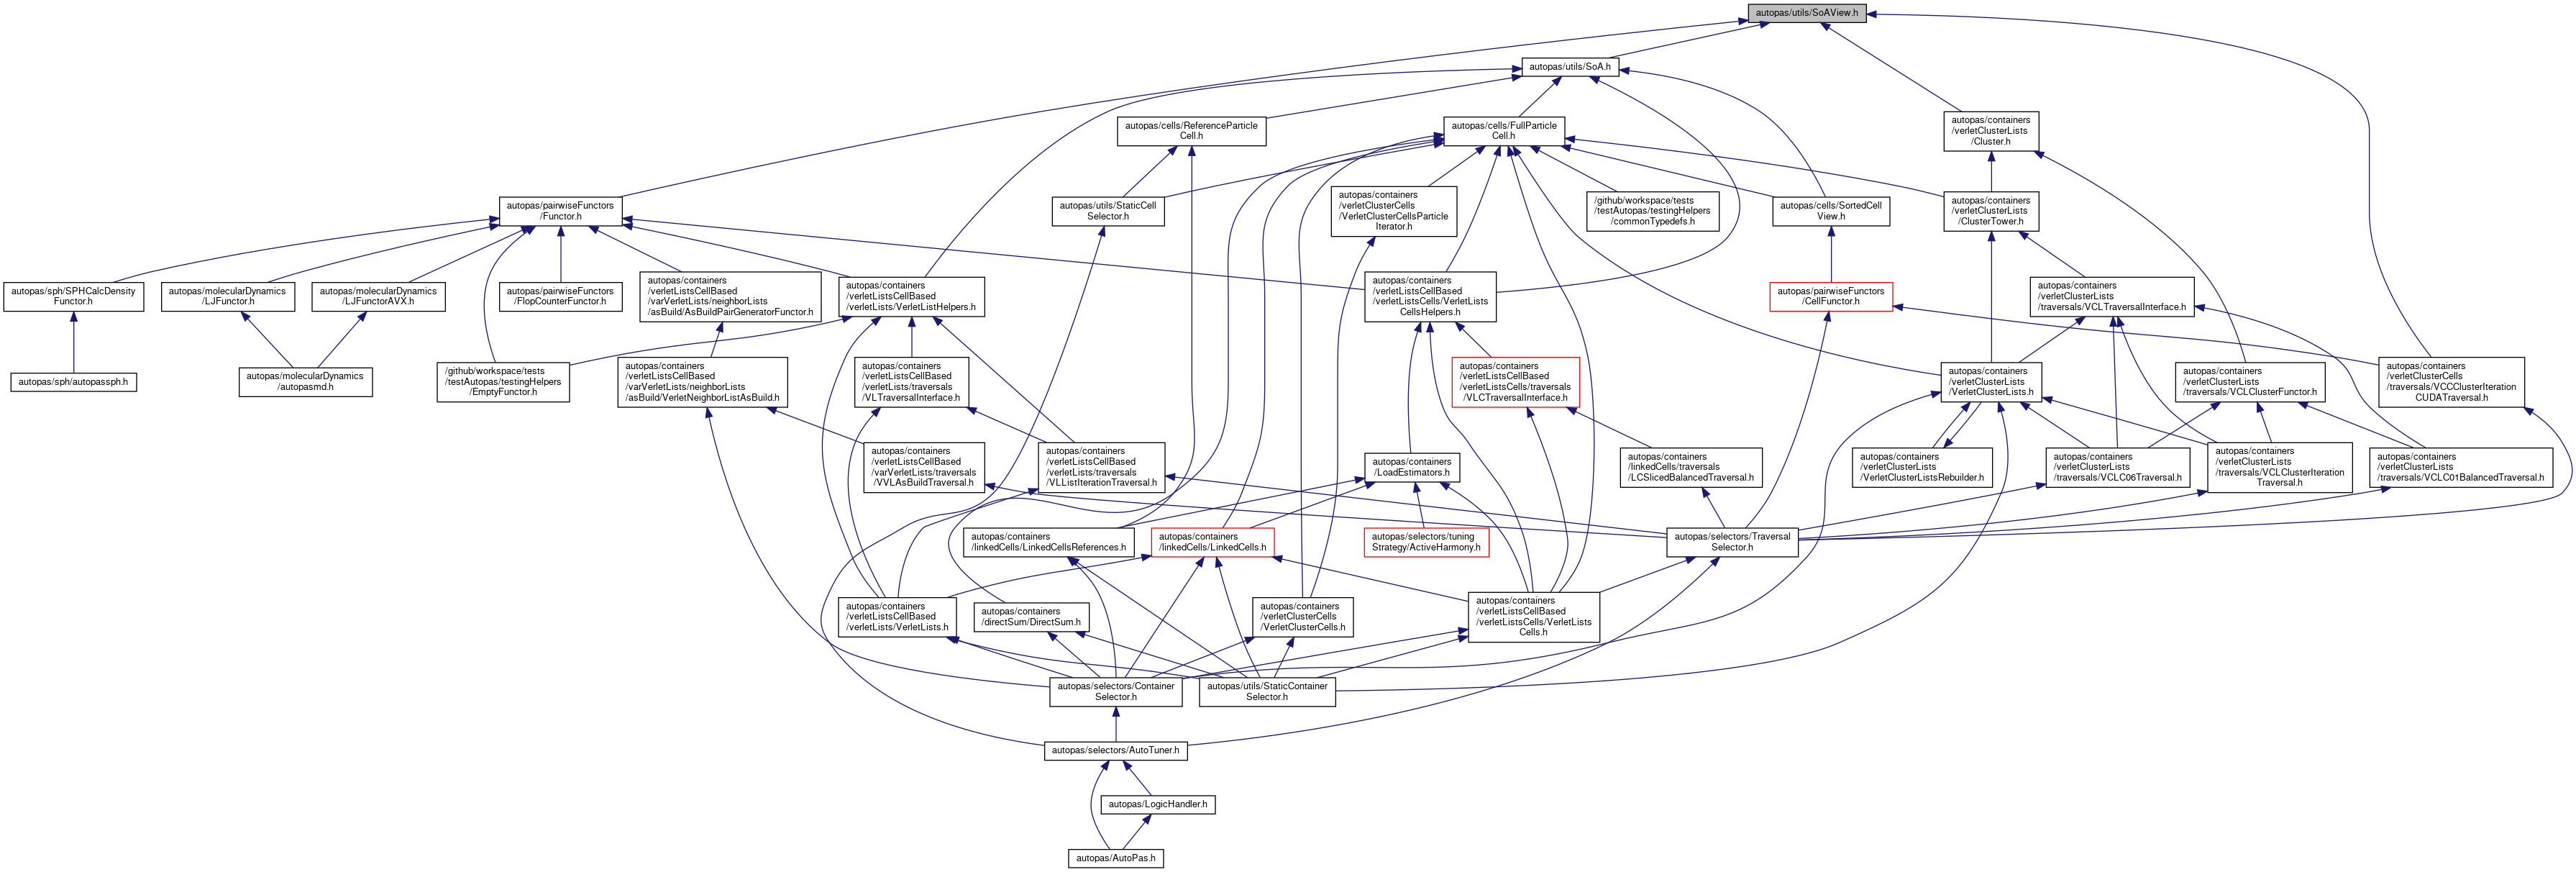 autopas/utils/SoAView.h
autopas/utils/SoA.h
autopas/cells/ReferenceParticle
Cell.h
autopas/cells/FullParticle
Cell.h
autopas/containers
/verletClusterLists
/Cluster.h
autopas/pairwiseFunctors
/Functor.h
autopas/utils/StaticCell
Selector.h
autopas/containers
/verletClusterCells
/VerletClusterCellsParticle
Iterator.h
/github/workspace/tests
/testAutopas/testingHelpers
/commonTypedefs.h
autopas/cells/SortedCell
View.h
autopas/containers
/verletClusterLists
/ClusterTower.h
autopas/sph/SPHCalcDensity
Functor.h
autopas/molecularDynamics
/LJFunctor.h
autopas/molecularDynamics
/LJFunctorAVX.h
autopas/pairwiseFunctors
/FlopCounterFunctor.h
autopas/containers
/verletListsCellBased
/varVerletLists/neighborLists
/asBuild/AsBuildPairGeneratorFunctor.h
autopas/containers
/verletListsCellBased
/verletLists/VerletListHelpers.h
autopas/containers
/verletListsCellBased
/verletListsCells/VerletLists
CellsHelpers.h
autopas/pairwiseFunctors
/CellFunctor.h
autopas/containers
/verletClusterLists
/traversals/VCLTraversalInterface.h
autopas/sph/autopassph.h
autopas/molecularDynamics
/autopasmd.h
/github/workspace/tests
/testAutopas/testingHelpers
/EmptyFunctor.h
autopas/containers
/verletListsCellBased
/varVerletLists/neighborLists
/asBuild/VerletNeighborListAsBuild.h
autopas/containers
/verletListsCellBased
/verletLists/traversals
/VLTraversalInterface.h
autopas/containers
/verletListsCellBased
/verletListsCells/traversals
/VLCTraversalInterface.h
autopas/containers
/verletClusterLists
/VerletClusterLists.h
autopas/containers
/verletClusterLists
/traversals/VCLClusterFunctor.h
autopas/containers
/verletClusterCells
/traversals/VCCClusterIteration
CUDATraversal.h
autopas/containers
/verletListsCellBased
/varVerletLists/traversals
/VVLAsBuildTraversal.h
autopas/containers
/verletListsCellBased
/verletLists/traversals
/VLListIterationTraversal.h
autopas/containers
/LoadEstimators.h
autopas/containers
/linkedCells/traversals
/LCSlicedBalancedTraversal.h
autopas/containers
/verletClusterLists
/VerletClusterListsRebuilder.h
autopas/containers
/verletClusterLists
/traversals/VCLC06Traversal.h
autopas/containers
/verletClusterLists
/traversals/VCLClusterIteration
Traversal.h
autopas/containers
/verletClusterLists
/traversals/VCLC01BalancedTraversal.h
autopas/containers
/linkedCells/LinkedCellsReferences.h
autopas/containers
/linkedCells/LinkedCells.h
autopas/selectors/tuning
Strategy/ActiveHarmony.h
autopas/selectors/Traversal
Selector.h
autopas/containers
/verletListsCellBased
/verletLists/VerletLists.h
autopas/containers
/directSum/DirectSum.h
autopas/containers
/verletClusterCells
/VerletClusterCells.h
autopas/containers
/verletListsCellBased
/verletListsCells/VerletLists
Cells.h
autopas/selectors/Container
Selector.h
autopas/utils/StaticContainer
Selector.h
autopas/selectors/AutoTuner.h
autopas/LogicHandler.h
autopas/AutoPas.h